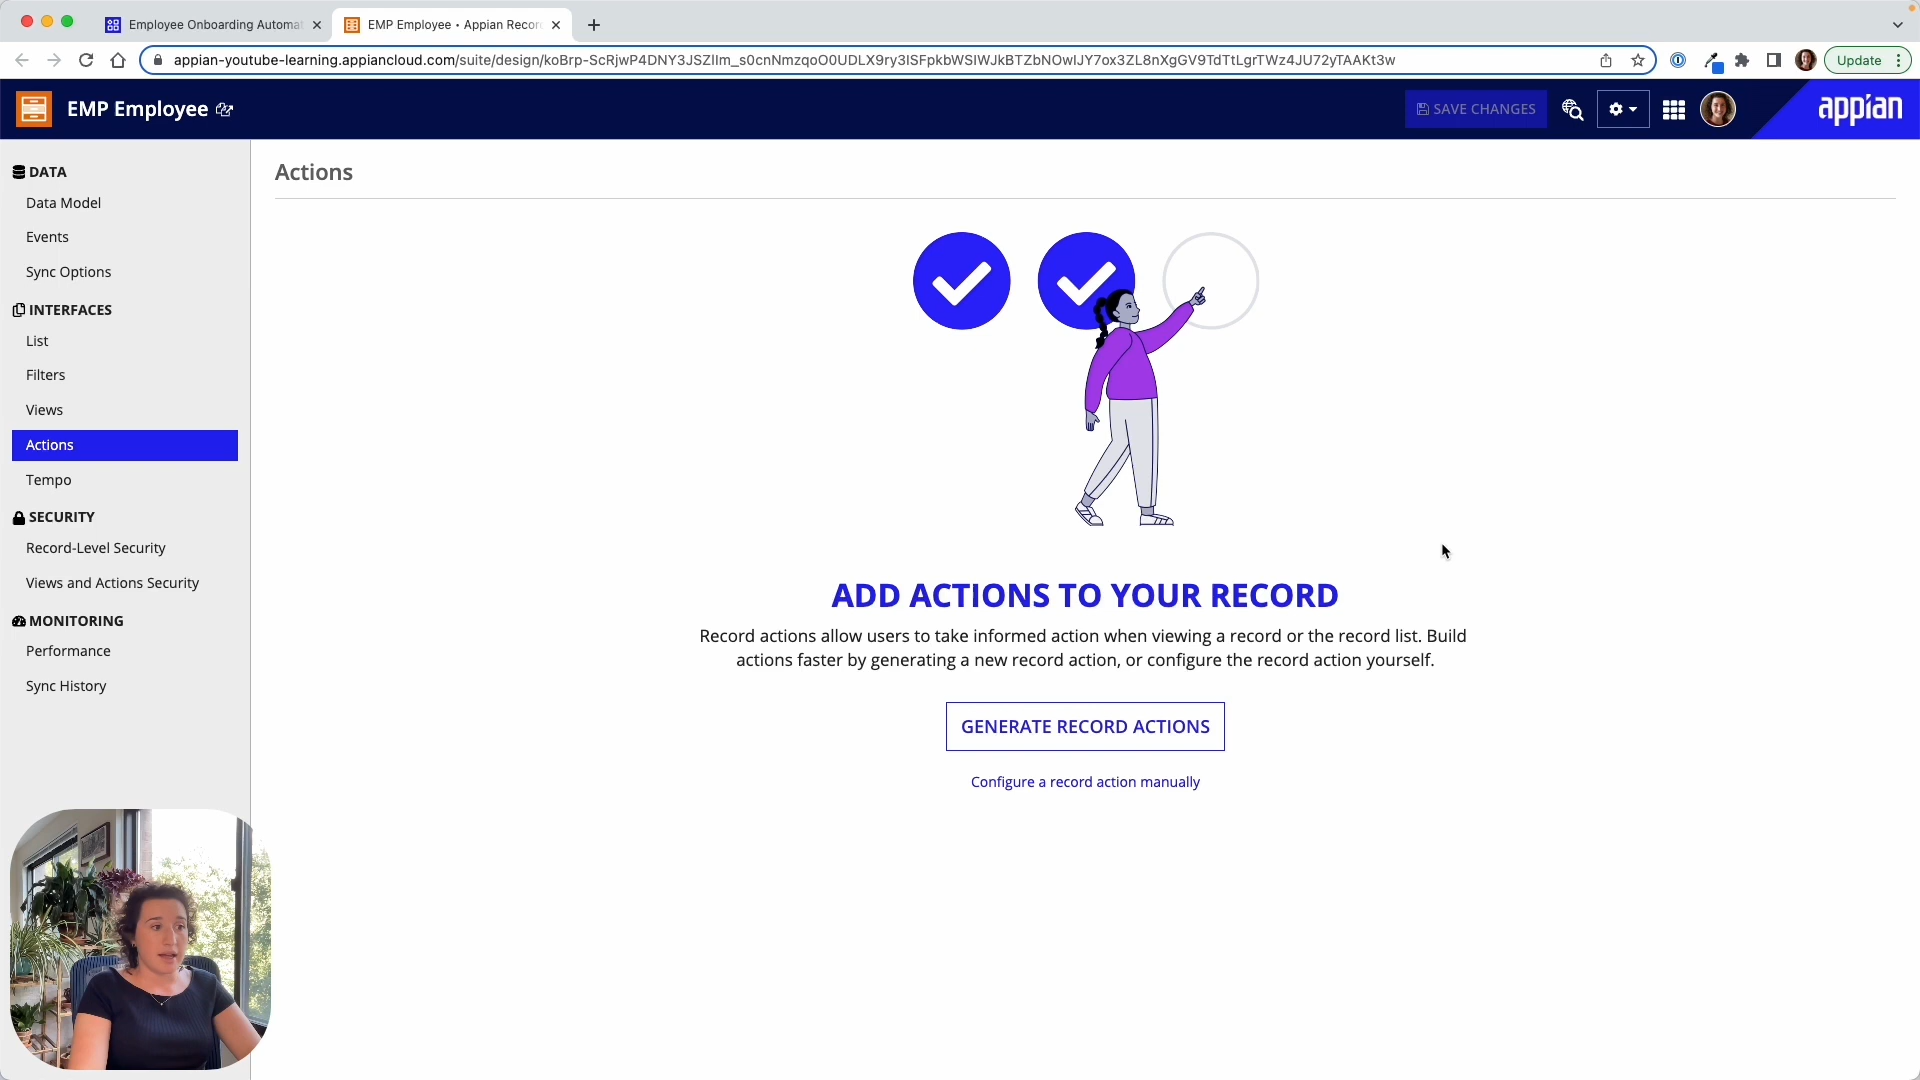 Employee Onboarding Automat
EMP Employee • Appian Recor
appian-youtube-learning.appiancloud.com/suite/design/koBrp-ScRjwP4DNY3JSZIIm_s0cnNmzqoO0UDLX9ry3ISFpkbWSIWJkBTZbNOwIJY7ox3ZL8nXgGV9TdTtLgrTWz4JU72yTAAKt3w
Update
EMP Employee
SAVE CHANGES
appian
DATA
Data Model
Events
Sync Options
INTERFACES
List
Filters
Views
Actions
Tempo
SECURITY
Record-Level Security
Views and Actions Security
MONITORING
Performance
Sync History
Actions
ADD ACTIONS TO YOUR RECORD
Record actions allow users to take informed action when viewing a record or the record list. Build
actions faster by generating a new record action, or configure the record action yourself.
GENERATE RECORD ACTIONS
Configure a record action manually